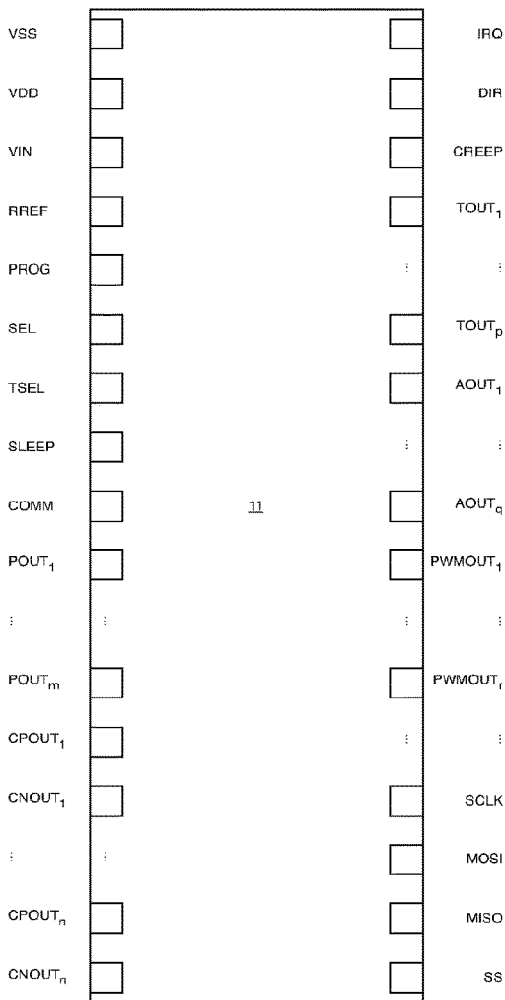 VSS
VDD
VIN
RREF
PROG
SEL
TSEL
SLEEP
COMM
POUT1
⋮ ⋮
POUTm
CPOUT1
CNOUT1
⋮ ⋮
CPOUTn
CNOUTn
11
IRQ
DIR
CREEP
TOUT1
⋮ ⋮
TOUTp
AOUT1
⋮ ⋮
AOUTq
PWMOUT1
⋮ ⋮
PWMOUTr
⋮ ⋮
SCLK
MOSI
MISO
SS